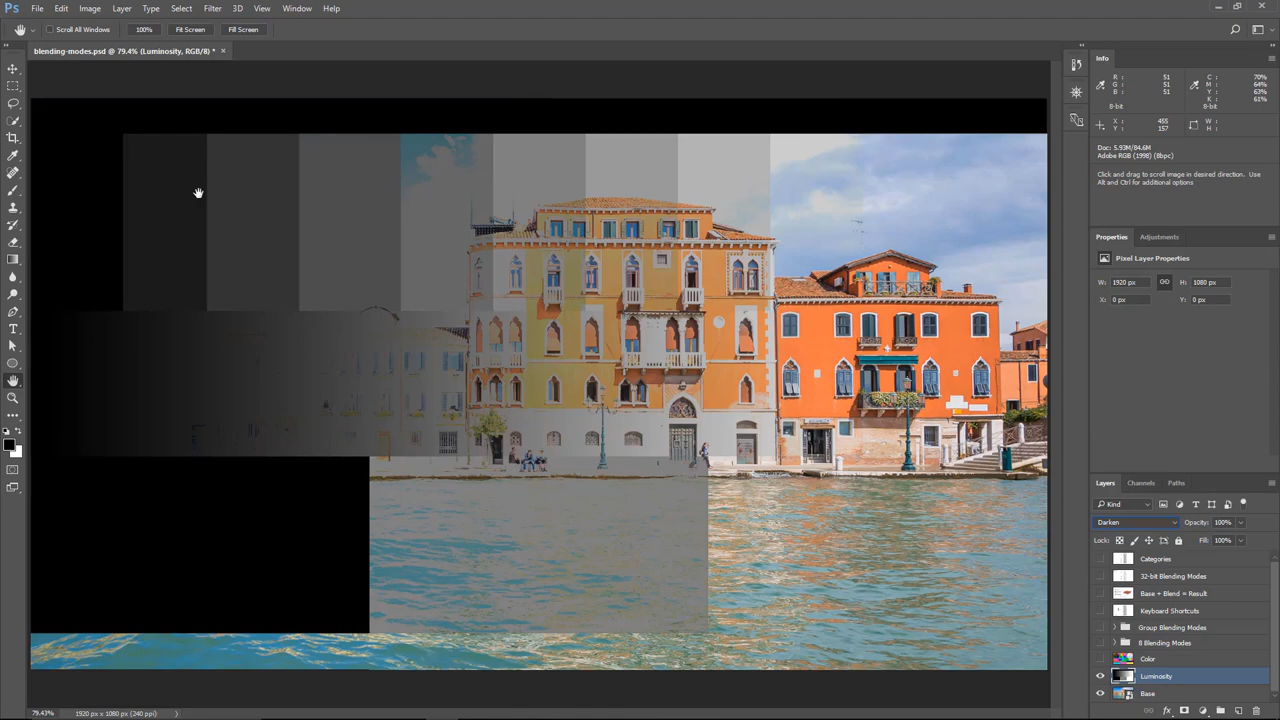 Ps File Edit Image Layer Type Select Filter 3D View Window Help
Scroll All Windows 100% Fit Screen Fill Screen
blending-modes.psd @ 79.4% (Luminosity, RGB/8) * ×
Info
R : 51 C : 70%
G : 51 M : 64%
B : 51 Y : 63%
K : 61%
8-bit 8-bit
X : 455 W :
Y : 157 H :
Doc: 5.93M/84.6M
Adobe RGB (1998) (8bpc)
Click and drag to scroll image in desired direction. Use
Alt and Ctrl for additional options
Properties Adjustments
Pixel Layer Properties
W: 1920 px H: 1080 px
X: 0 px Y: 0 px
Layers Channels Paths
Kind
Darken Opacity: 100%
Lock: Fill: 100%
Categories
32-bit Blending Modes
Base + Blend = Result
Keyboard Shortcuts
Group Blending Modes
8 Blending Modes
Color
Luminosity
Base
79.43% 1920 px x 1080 px (240 ppi)